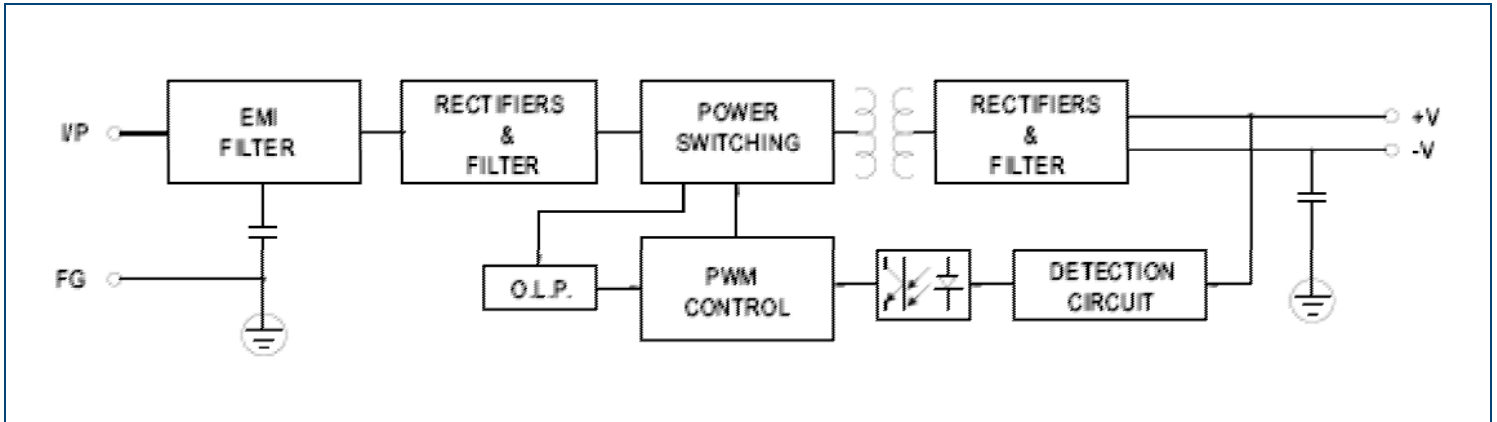 I/P
EMI
FILTER
RECTIFIERS
&
FILTER
POWER
SWITCHING
RECTIFIERS
&
FILTER
+V
-V
FG
O.L.P.
PWM
CONTROL
DETECTION
CIRCUIT